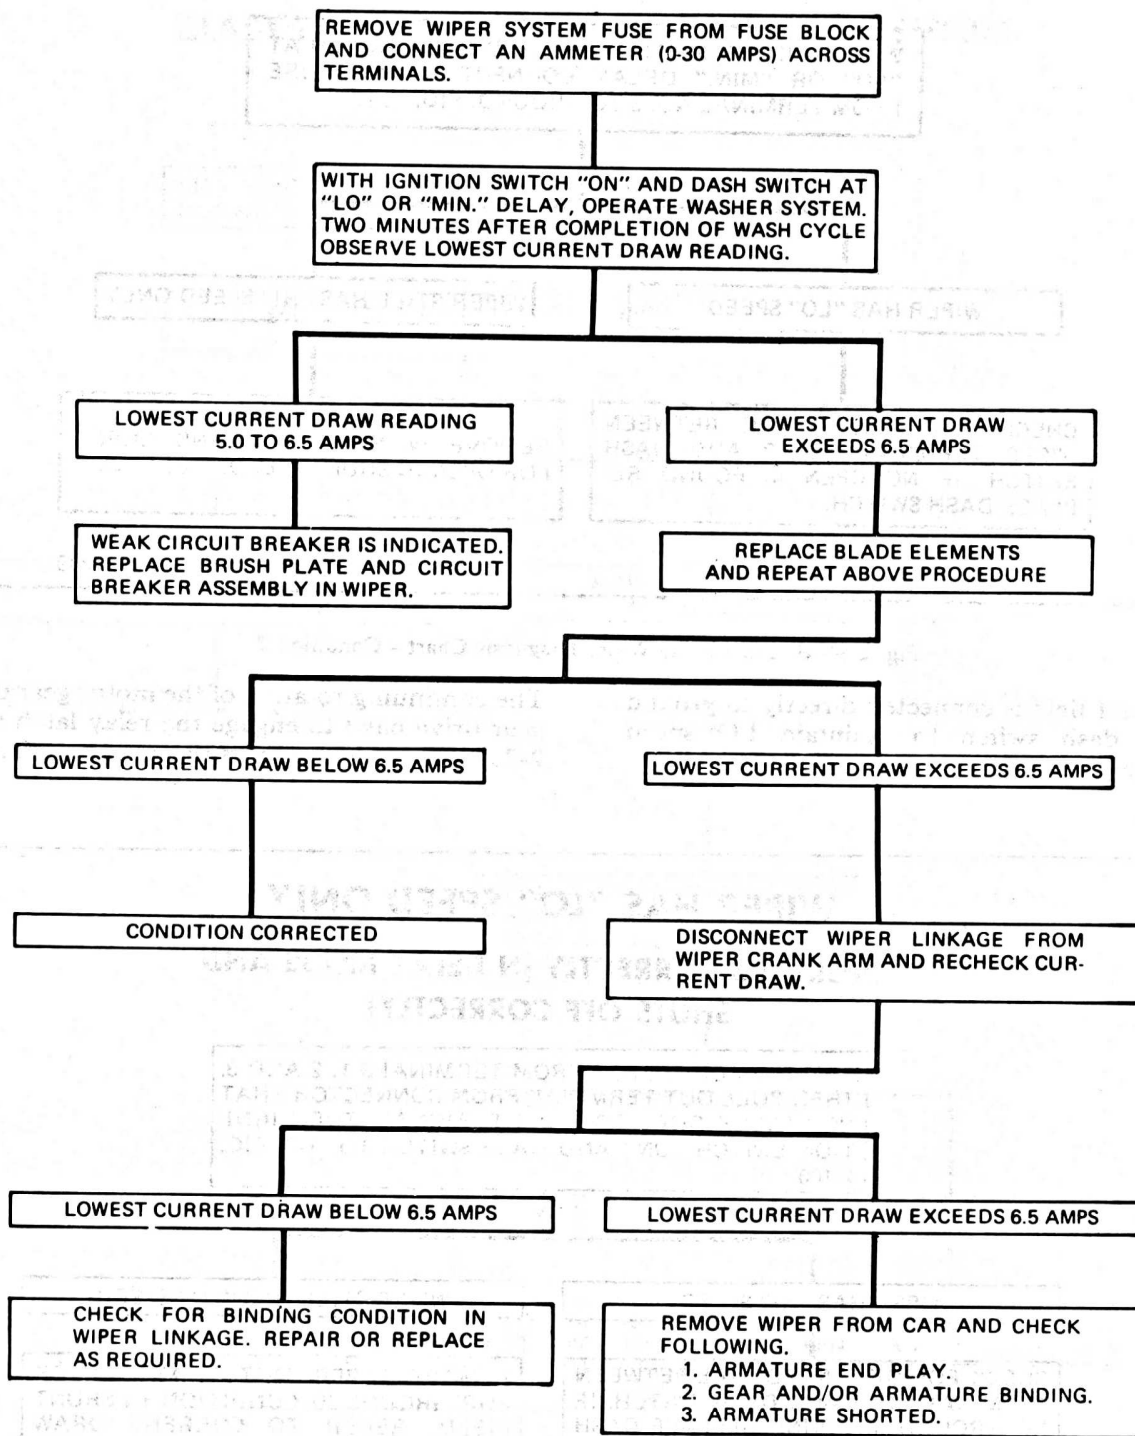 REMOVE WIPER SYSTEM FUSE FROM FUSE BLOCK
AND CONNECT AN AMMETER (0-30 AMPS) ACROSS
TERMINALS.
WITH IGNITION SWITCH "ON" AND DASH SWITCH AT
"LO" OR "MIN." DELAY, OPERATE WASHER SYSTEM.
TWO MINUTES AFTER COMPLETION OF WASH CYCLE
OBSERVE LOWEST CURRENT DRAW READING.
LOWEST CURRENT DRAW READING
5.0 TO 6.5 AMPS
LOWEST CURRENT DRAW
EXCEEDS 6.5 AMPS
WEAK CIRCUIT BREAKER IS INDICATED.
REPLACE BRUSH PLATE AND CIRCUIT
BREAKER ASSEMBLY IN WIPER.
REPLACE BLADE ELEMENTS
AND REPEAT ABOVE PROCEDURE
LOWEST CURRENT DRAW BELOW 6.5 AMPS
LOWEST CURRENT DRAW EXCEEDS 6.5 AMPS
CONDITION CORRECTED
DISCONNECT WIPER LINKAGE FROM
WIPER CRANK ARM AND RECHECK CUR-
RENT DRAW.
LOWEST CURRENT DRAW BELOW 6.5 AMPS
LOWEST CURRENT DRAW EXCEEDS 6.5 AMPS
CHECK FOR BINDING CONDITION IN
WIPER LINKAGE. REPAIR OR REPLACE
AS REQUIRED.
REMOVE WIPER FROM CAR AND CHECK
FOLLOWING.
1. ARMATURE END PLAY.
2. GEAR AND/OR ARMATURE BINDING.
3. ARMATURE SHORTED.